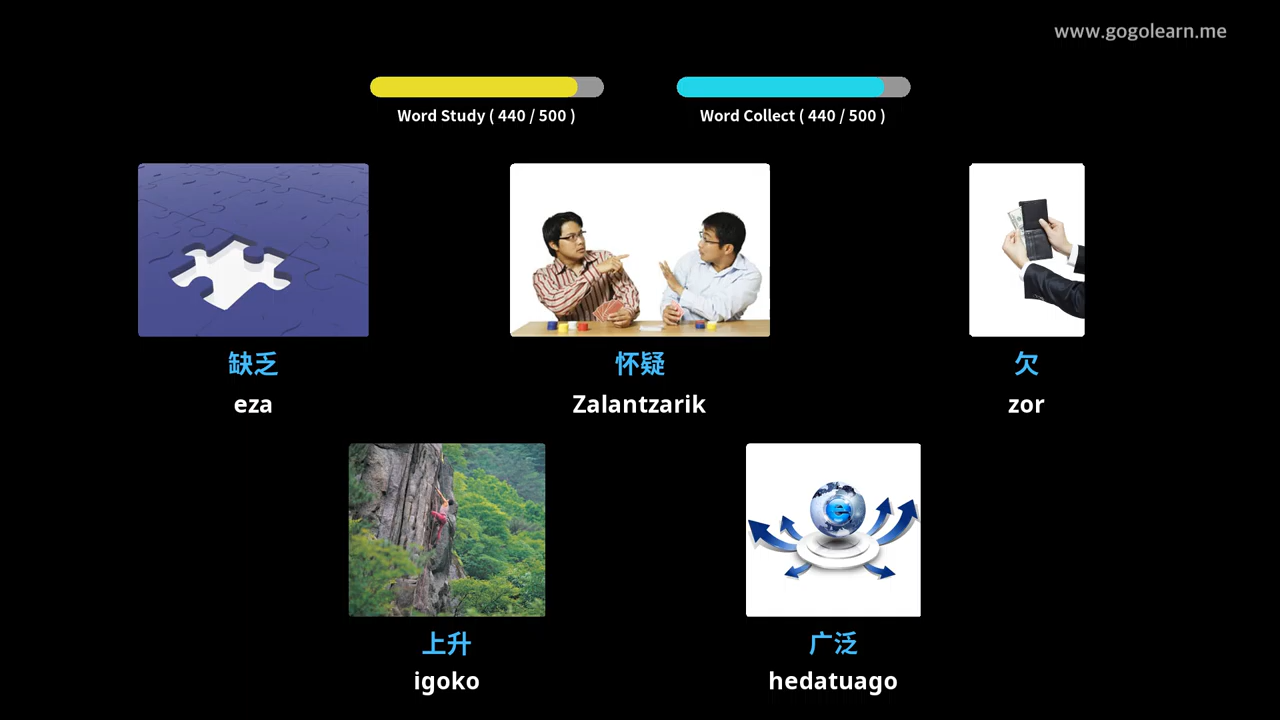 www.gogolearn.me
Word Study ( 440 / 500 )
Word Collect ( 440 / 500 )
缺乏
eza
怀疑
Zalantzarik
欠
zor
e
上升
igoko
广泛
hedatuago